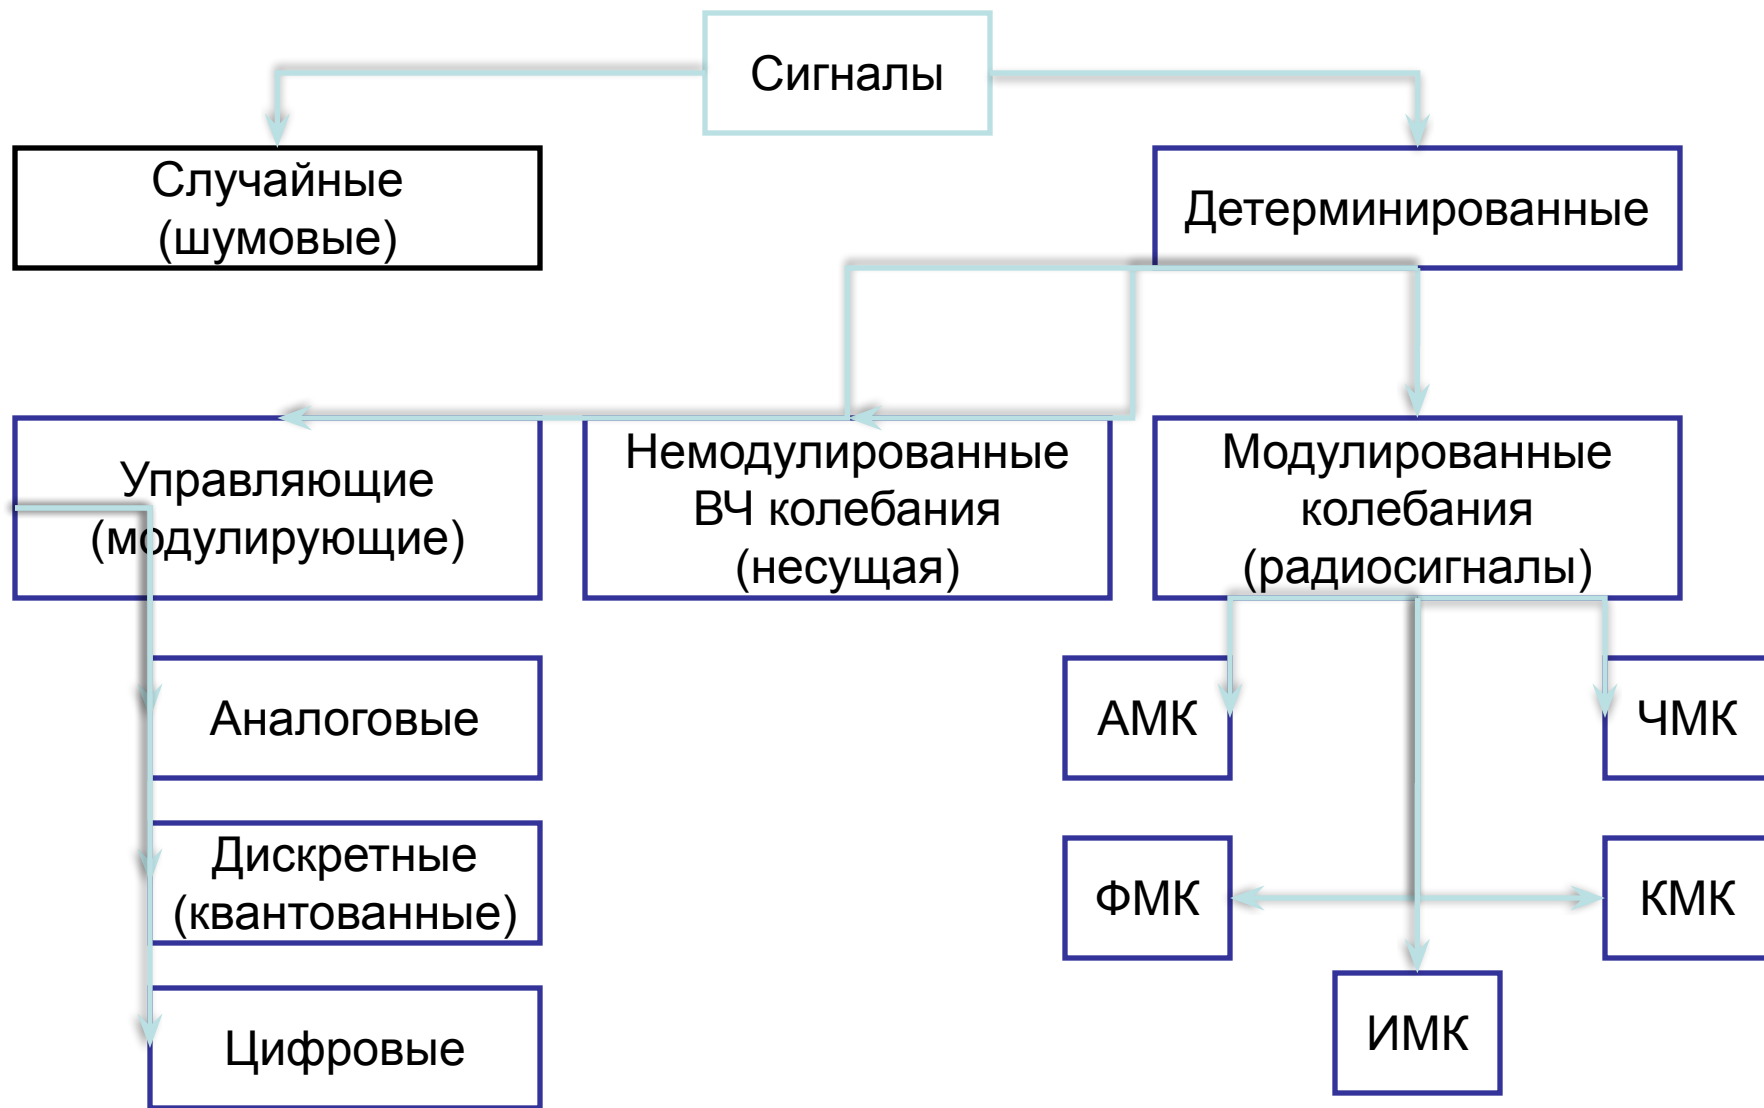 Сигналы
Случайные
(шумовые)
Детерминированные
Управляющие
(модулирующие)
Немодулированные
ВЧ колебания
(несущая)
Модулированные
колебания
(радиосигналы)
Аналоговые
Дискретные
(квантованные)
Цифровые
АМК
ЧМК
ФМК
КМК
ИМК